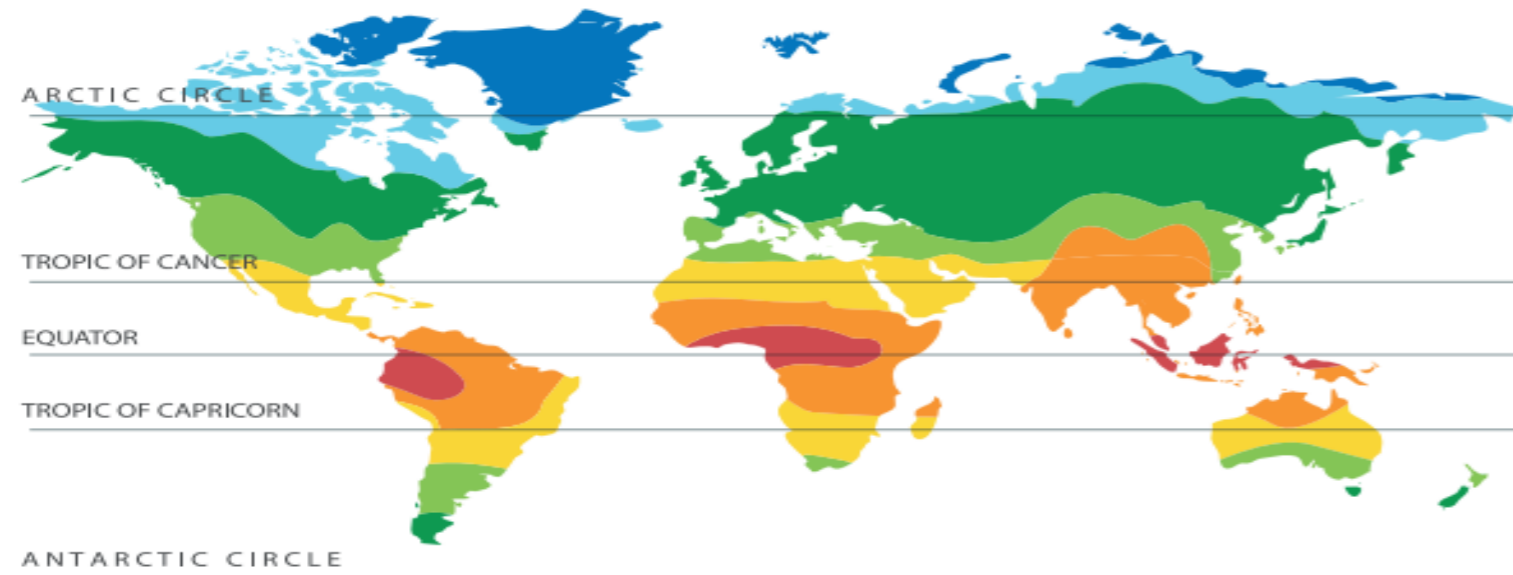 ARCTIC CIRCLE
TROPIC OF CANCER
EQUATOR
TROPIC OF CAPRICORN
ANTARCTIC CIRCLE